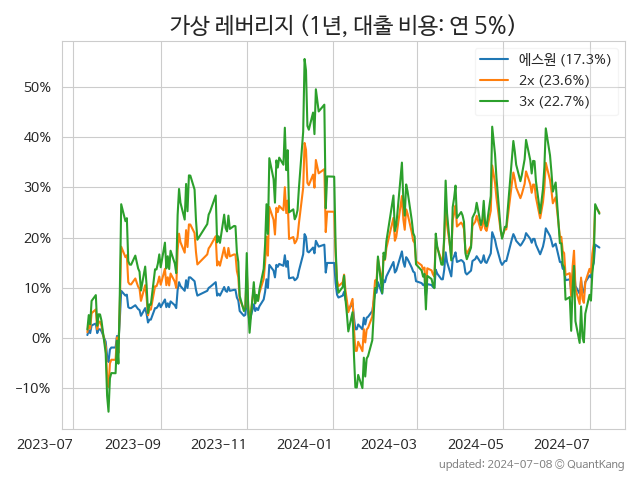 가상 레버리지 (1년, 대출 비용: 연 5%)
에스원 (17.3%)
2x (23.6%)
3x (22.7%)
50%
40%
30%
20%
10%
0%
−10%
2023-07
2023-09
2023-11
2024-01
2024-03
2024-05
2024-07
updated: 2024-07-08 © QuantKang